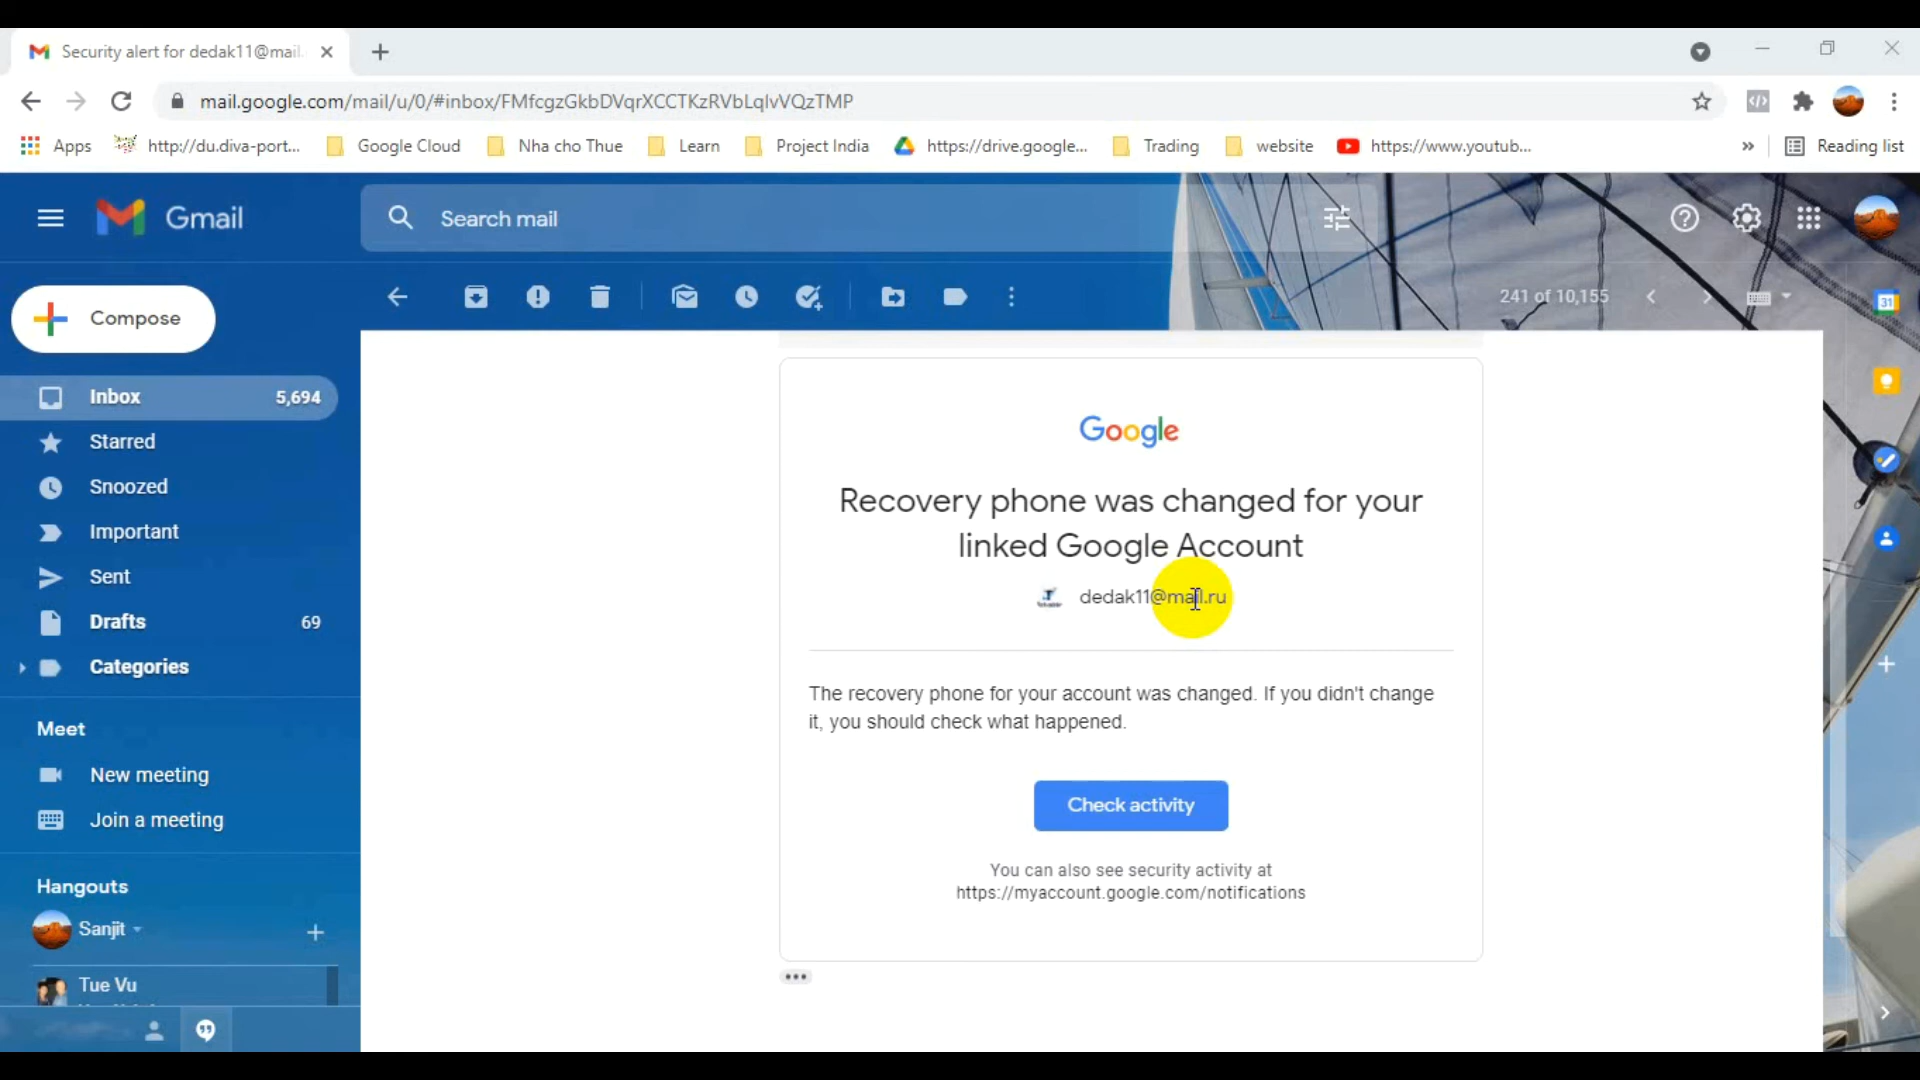 Security alert for dedak11@mail.
mail.google.com/mail/u/0/#inbox/FMfcgzGkbDVqrXCCTKzRVbLqlvVQzTMP
Apps
http://du.diva-port...
Google Cloud
Nha cho Thue
Learn
Project India
https://drive.google...
Trading
website
https://www.youtub...
»
Reading list
Gmail
Search mail
Compose
241 of 10,155
31
Inbox 5,694
Starred
Snoozed
Important
Sent
Drafts 69
Categories
Meet
New meeting
Join a meeting
Hangouts
Sanjit
Tue Vu
Google
Recovery phone was changed for your
linked Google Account
dedak11@mail.ru
The recovery phone for your account was changed. If you didn't change
it, you should check what happened.
Check activity
You can also see security activity at
https://myaccount.google.com/notifications